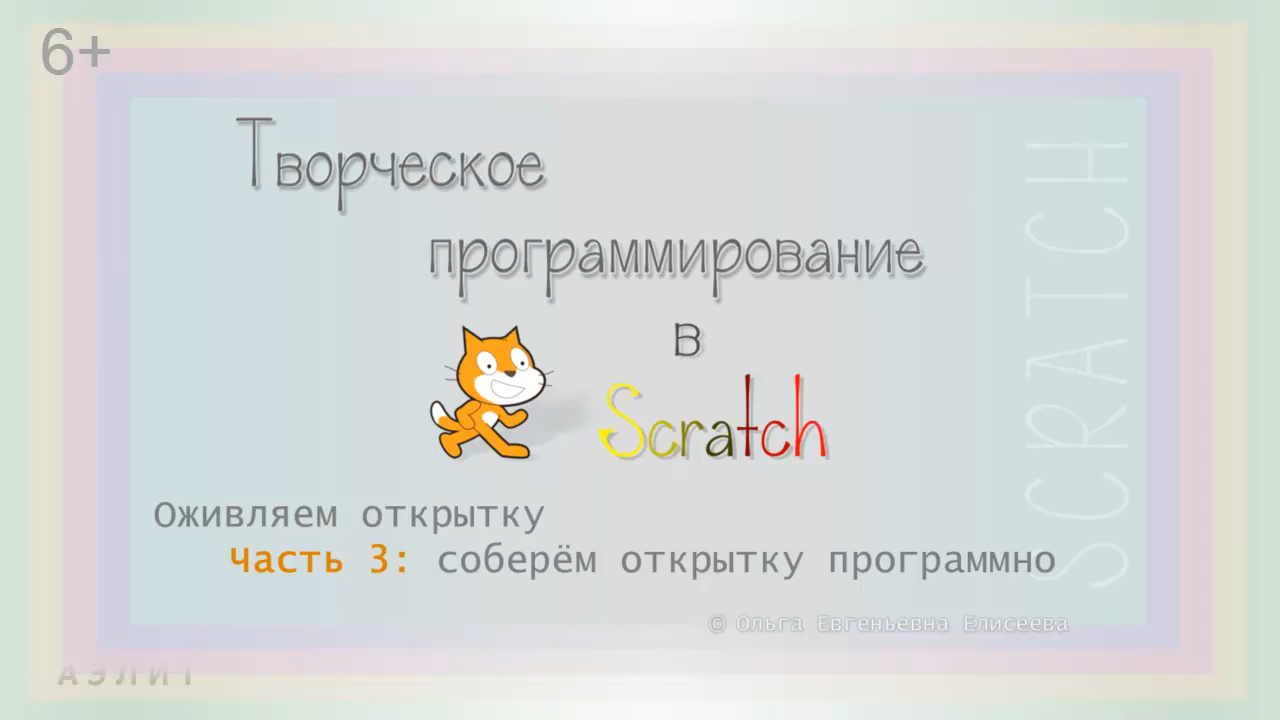 6+
Творческое
программирование
в
Scratch
SCRATCH
Оживляем открытку
Часть 3: соберём открытку программно
© Ольга Евгеньевна Елисеева